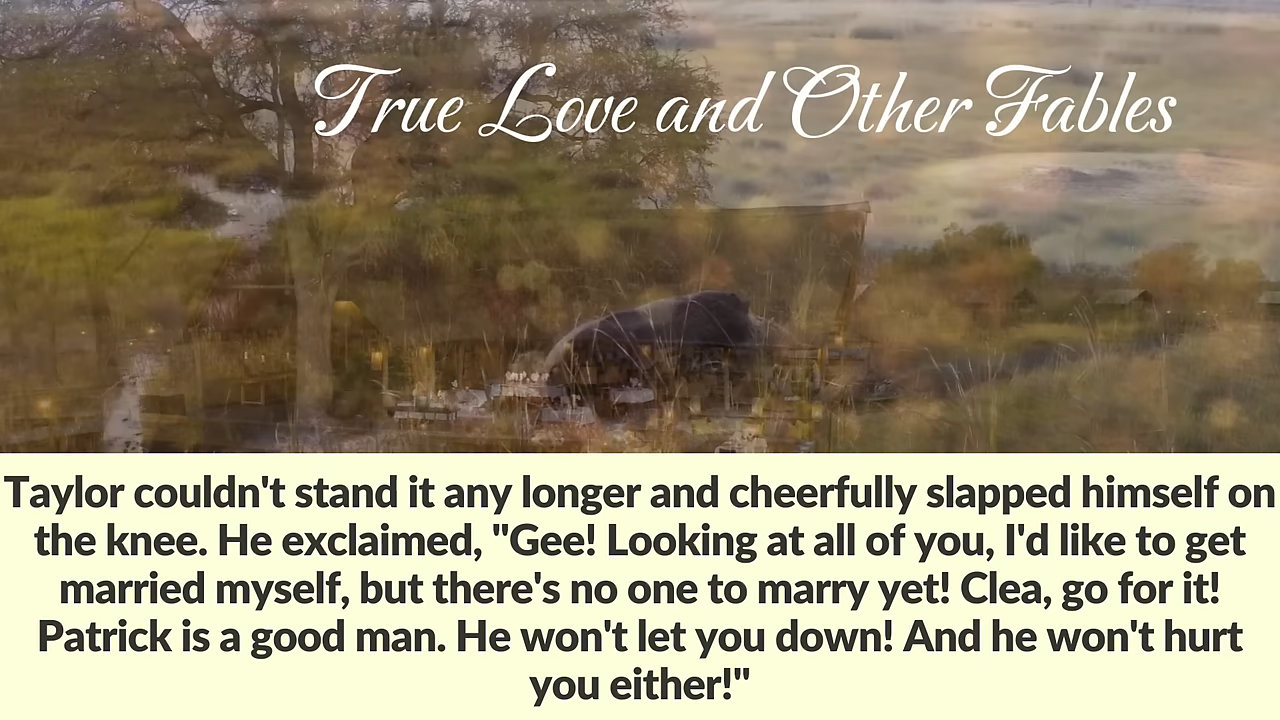 True Love and Other Fables
Taylor couldn't stand it any longer and cheerfully slapped himself on
the knee. He exclaimed, "Gee! Looking at all of you, I'd like to get
married myself, but there's no one to marry yet! Clea, go for it!
Patrick is a good man. He won't let you down! And he won't hurt
you either!"